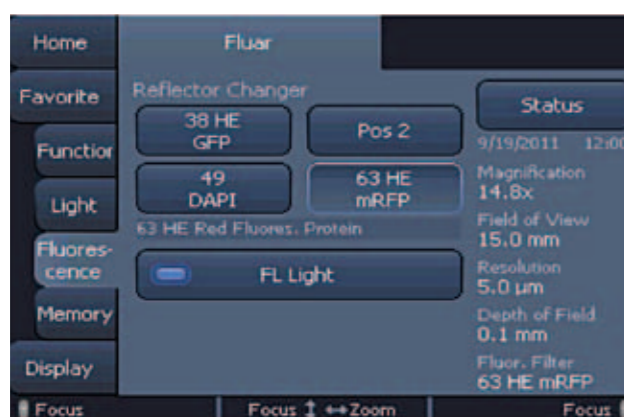 Home
Fluar
Favorite
Function
Light
Fluores-
cence
Memory
Display
Reflector Changer
38 HE
GFP
Pos 2
49
DAPI
63 HE
mRFP
63 HE Red Fluores. Protein
FL Light
Status
9/19/2011 12:00
Magnification
14.8x
Field of View
15.0 mm
Resolution
5.0 µm
Depth of Field
0.1 mm
Fluor. Filter
63 HE mRFP
Focus
Focus ↕ ↔ Zoom
Focus